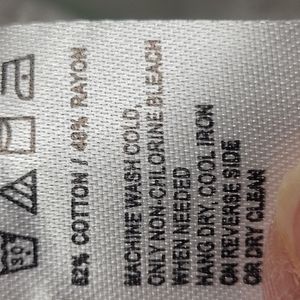 30
52% COTTON / 48% RAYON
MACHINE WASH COLD,
ONLY NON-CHLORINE BLEACH
WHEN NEEDED
HANG DRY, COOL IRON
ON REVERSE SIDE
OR DRY CLEAN